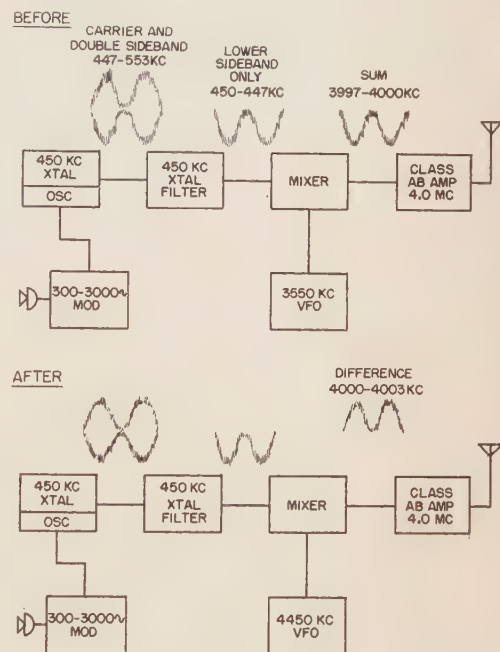 BEFORE
CARRIER AND
DOUBLE SIDEBAND
447-553KC
LOWER
SIDEBAND
ONLY
450-447KC
SUM
3997-4000KC
450 KC
XTAL
OSC
450 KC
XTAL
FILTER
MIXER
CLASS
AB AMP
4.0 MC
300-3000~
MOD
3550 KC
VFO
AFTER
DIFFERENCE
4000-4003KC
450 KC
XTAL
OSC
450 KC
XTAL
FILTER
MIXER
CLASS
AB AMP
4.0 MC
300-3000~
MOD
4450 KC
VFO